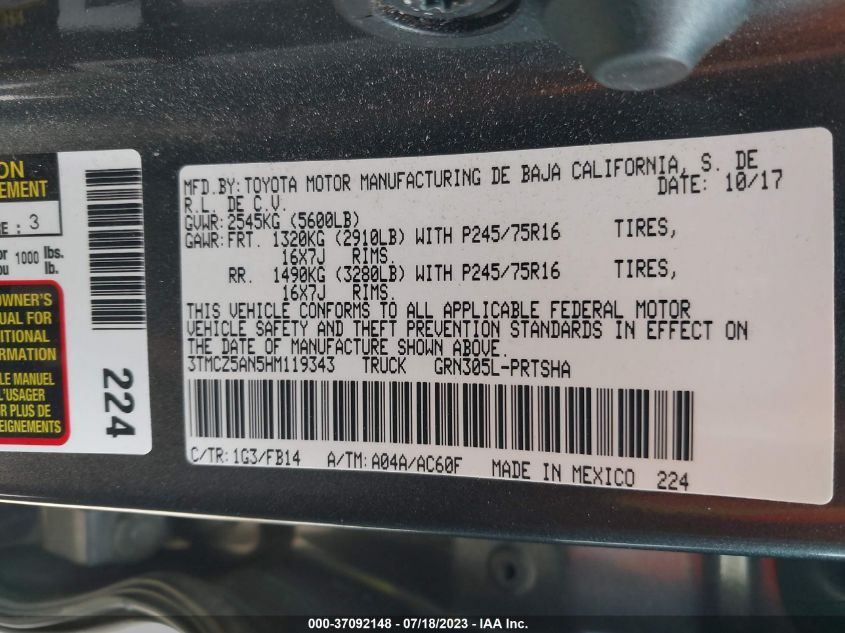 ON
EMENT
RE : 3
or 1000 lbs.
ou lb.
OWNER'S
UAL FOR
ITIONAL
MATION
LE MANUEL
L'USAGER
R PLUS DE
EIGNEMENTS
224
MFD.BY: TOYOTA MOTOR MANUFACTURING DE BAJA CALIFORNIA, S. DE
R.L. DE C.V. DATE: 10/17
GVWR: 2545KG (5600LB)
GAWR: FRT. 1320KG (2910LB) WITH P245/75R16 TIRES,
16X7J RIMS.
RR. 1490KG (3280LB) WITH P245/75R16 TIRES,
16X7J RIMS.
THIS VEHICLE CONFORMS TO ALL APPLICABLE FEDERAL MOTOR
VEHICLE SAFETY AND THEFT PREVENTION STANDARDS IN EFFECT ON
THE DATE OF MANUFACTURE SHOWN ABOVE.
3TMCZ5AN5HM119343 TRUCK GRN305L-PRTSHA
C/TR: 1G3/FB14 A/TM: A04A/AC60F MADE IN MEXICO 224
000-37092148 - 07/18/2023 - IAA Inc.